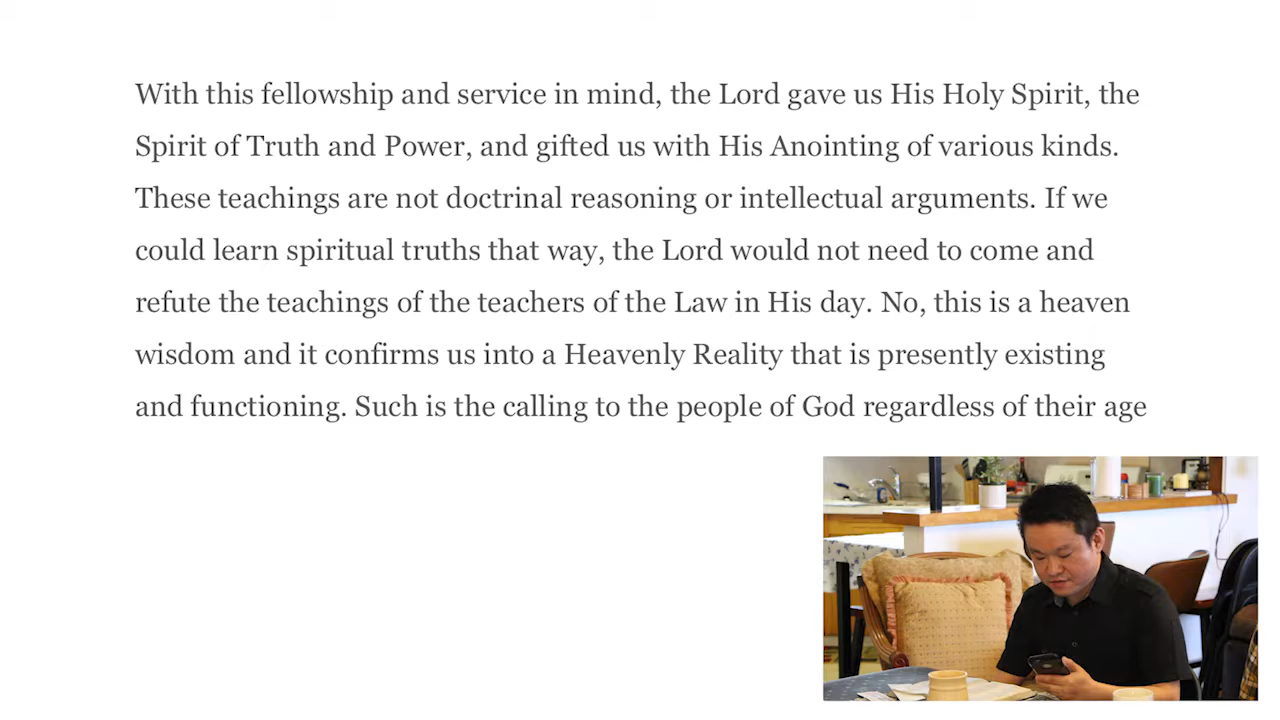 With this fellowship and service in mind, the Lord gave us His Holy Spirit, the
Spirit of Truth and Power, and gifted us with His Anointing of various kinds.
These teachings are not doctrinal reasoning or intellectual arguments. If we
could learn spiritual truths that way, the Lord would not need to come and
refute the teachings of the teachers of the Law in His day. No, this is a heaven
wisdom and it confirms us into a Heavenly Reality that is presently existing
and functioning. Such is the calling to the people of God regardless of their age